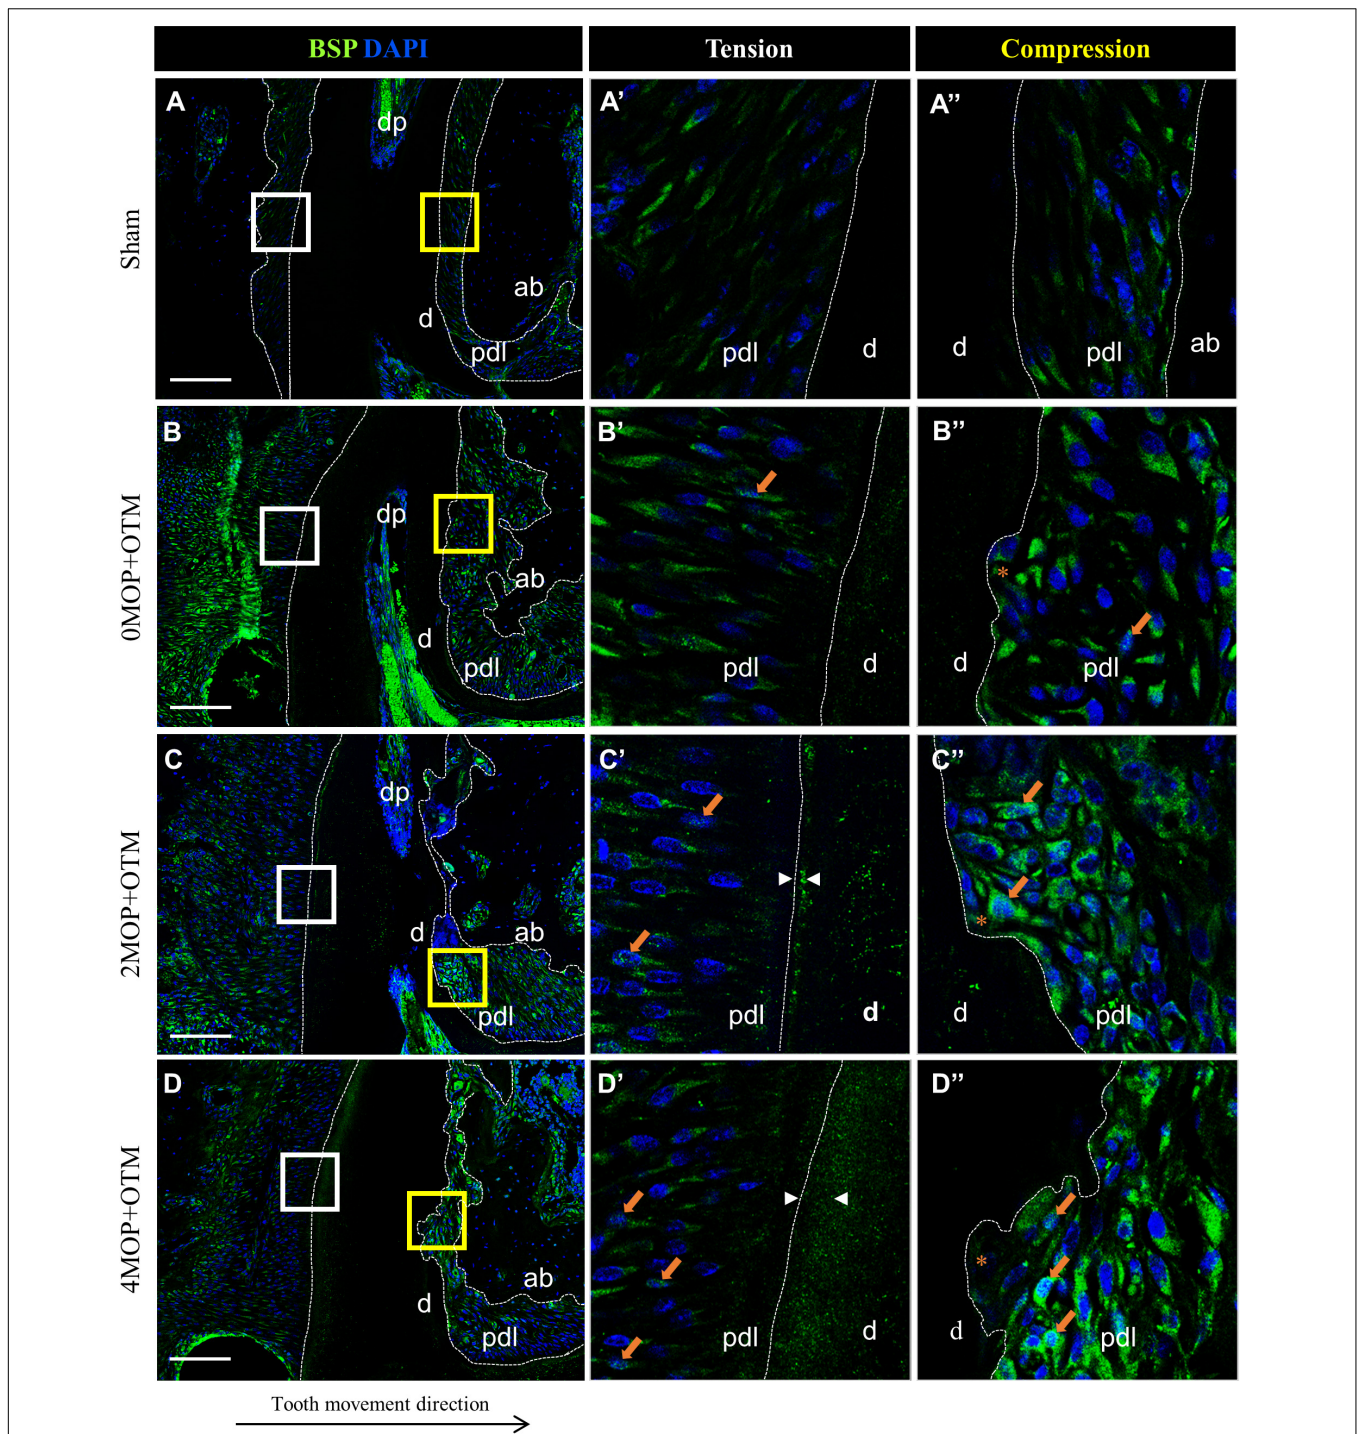 BSP DAPI
Tension
Compression
Sham
A
dp
d
ab
pdl
A’
pdl
d
A’’
d
pdl
ab
0MOP+OTM
B
dp
ab
d
pdl
B’
pdl
d
B’’
*
d
pdl
2MOP+OTM
C
dp
d
ab
pdl
C’
pdl
d
C’’
*
d
pdl
4MOP+OTM
D
ab
d
pdl
D’
pdl
d
D’’
*
d
pdl
Tooth movement direction